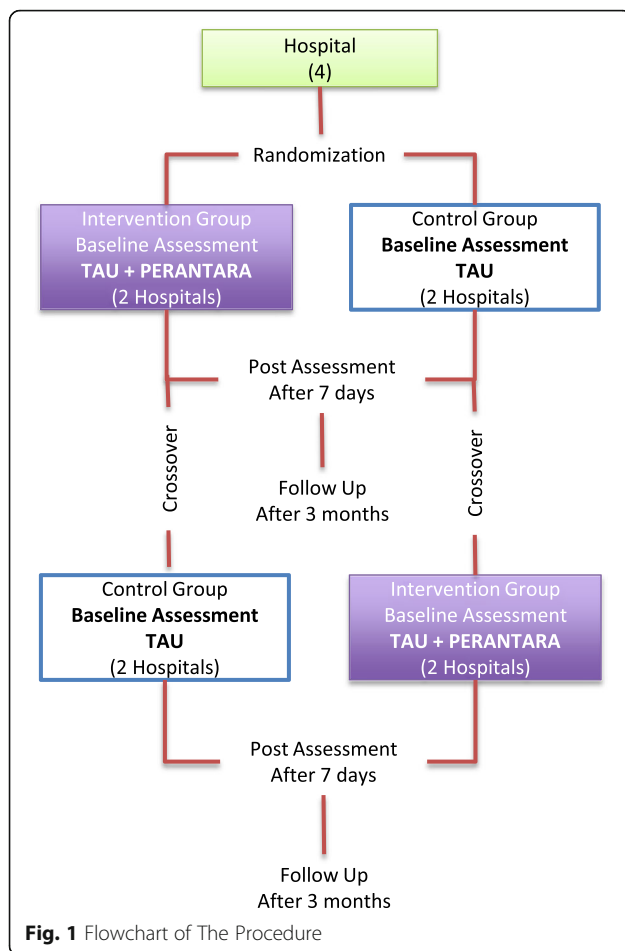 Hospital
(4)
Randomization
Intervention Group
Baseline Assessment
TAU + PERANTARA
(2 Hospitals)
Control Group
Baseline Assessment
TAU
(2 Hospitals)
Post Assessment
After 7 days
Crossover
Crossover
Follow Up
After 3 months
Control Group
Baseline Assessment
TAU
(2 Hospitals)
Intervention Group
Baseline Assessment
TAU + PERANTARA
(2 Hospitals)
Post Assessment
After 7 days
Follow Up
After 3 months
Fig. 1 Flowchart of The Procedure